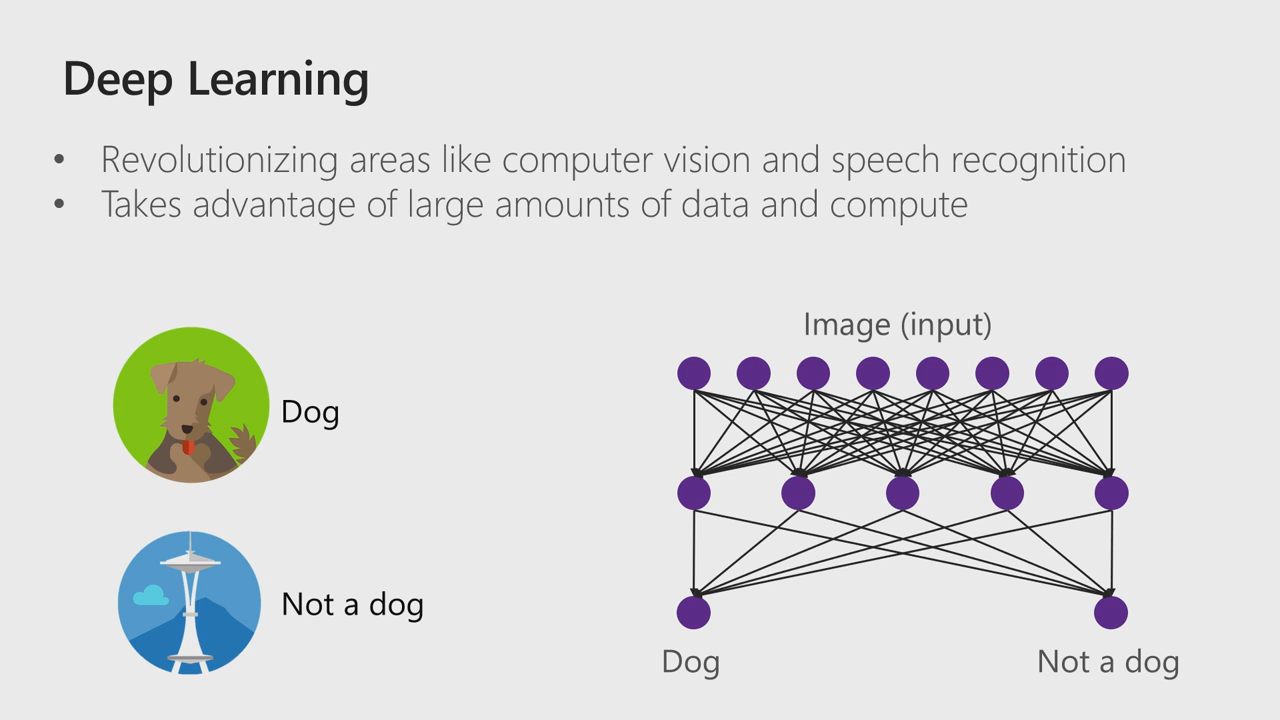 Deep Learning
• Revolutionizing areas like computer vision and speech recognition
• Takes advantage of large amounts of data and compute
Dog
Not a dog
Image (input)
Dog
Not a dog